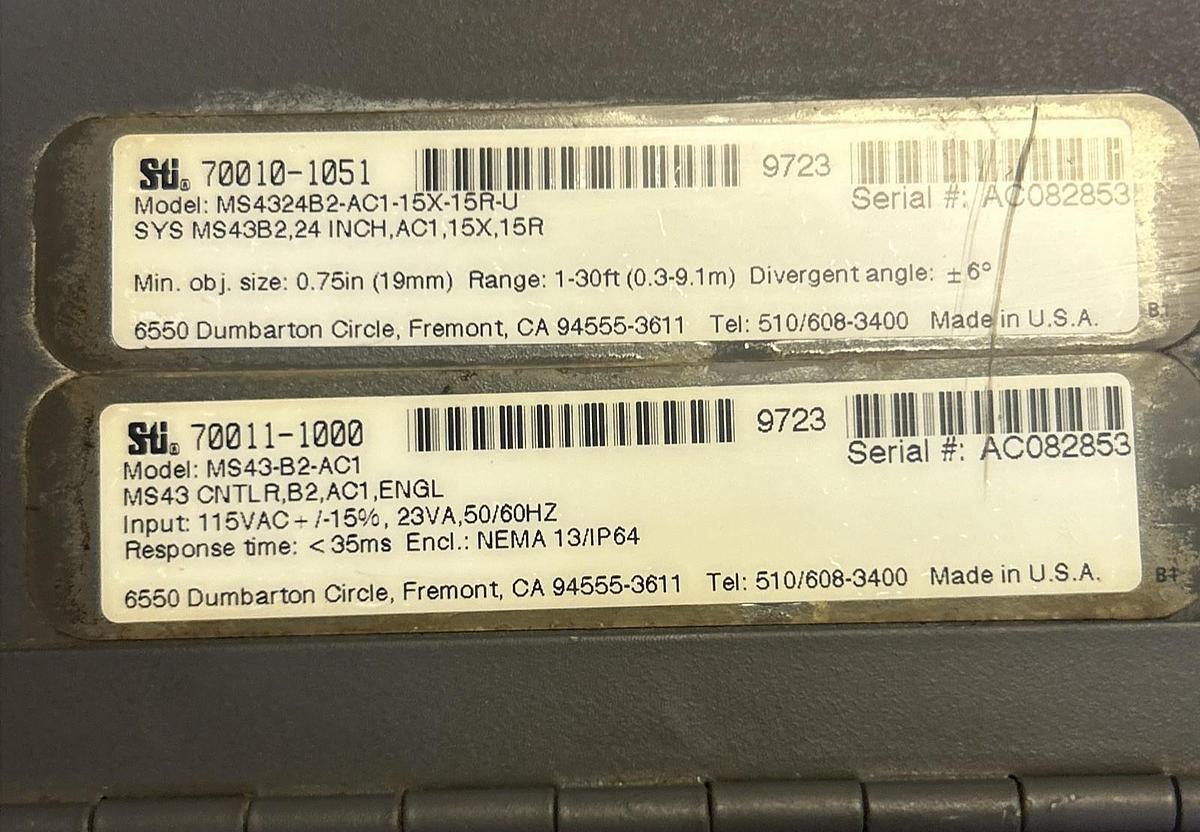 Sti® 70010-1051 9723
Model: MS4324B2-AC1-15X-15R-U Serial #: AC082853
SYS MS43B2,24 INCH,AC1,15X,15R
Min. obj. size: 0.75in (19mm) Range: 1-30ft (0.3-9.1m) Divergent angle: ±6°
6550 Dumbarton Circle, Fremont, CA 94555-3611 Tel: 510/608-3400 Made in U.S.A.
Sti® 70011-1000 9723
Model: MS43-B2-AC1 Serial #: AC082853
MS43 CNTLR,B2,AC1,ENGL
Input: 115VAC+/-15%, 23VA,50/60HZ
Response time: <35ms Encl.: NEMA 13/IP64
6550 Dumbarton Circle, Fremont, CA 94555-3611 Tel: 510/608-3400 Made in U.S.A.